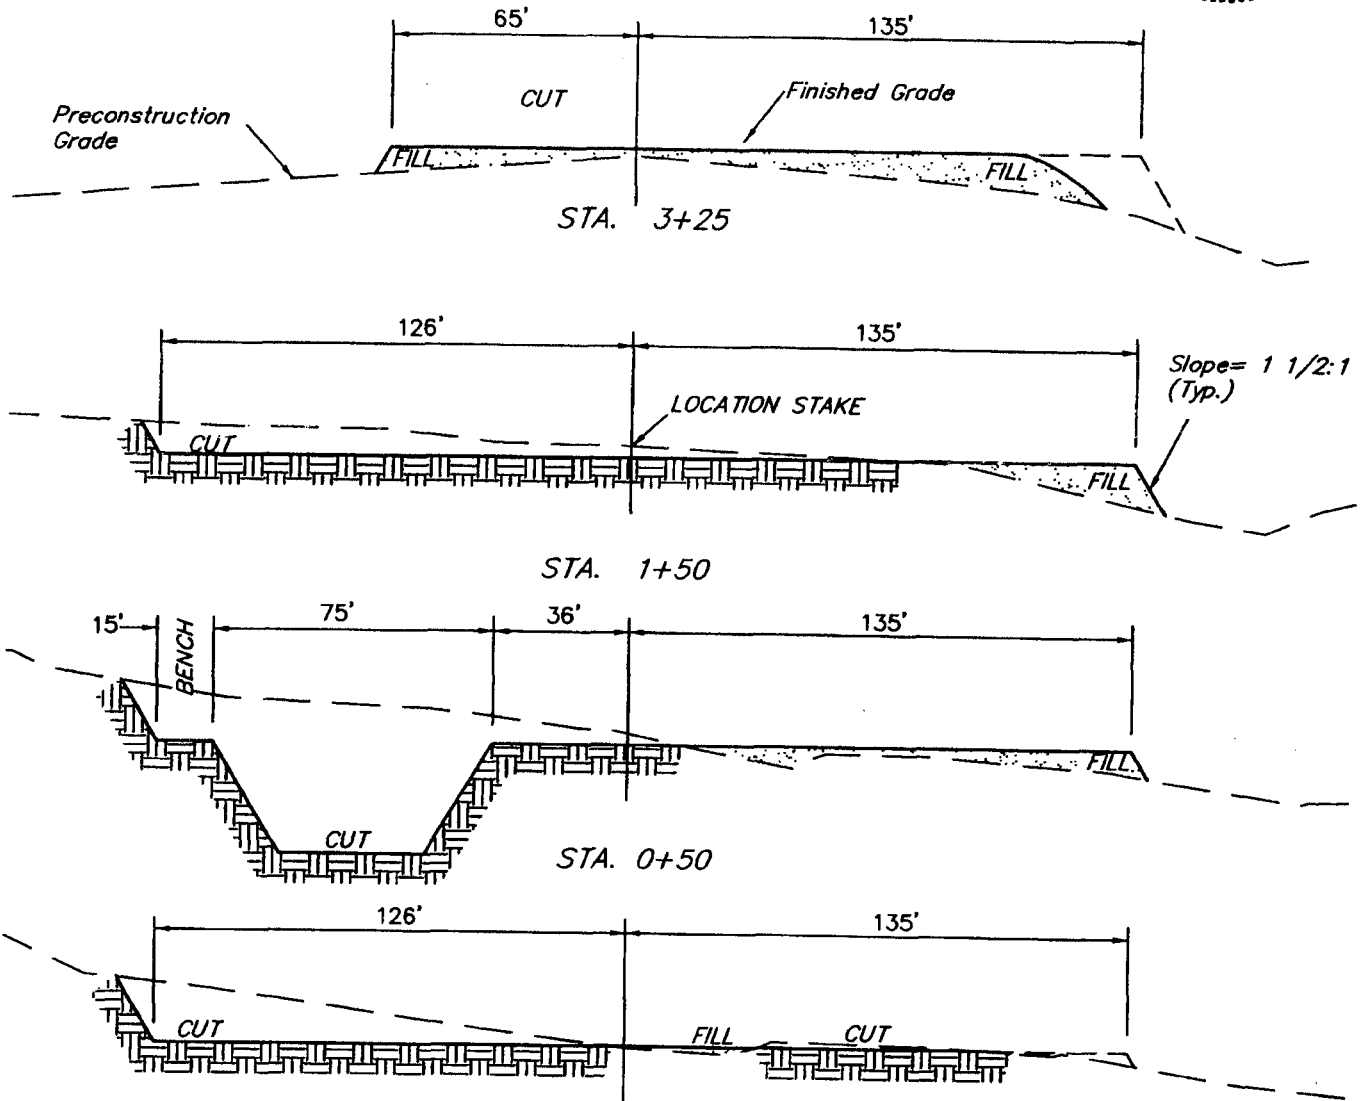 65'
135'
Preconstruction
Grade
CUT
Finished Grade
FILL
FILL
STA. 3+25
126'
135'
Slope= 1 1/2:1
(Typ.)
LOCATION STAKE
CUT
FILL
STA. 1+50
15'
BENCH
75'
36'
135'
FILL
CUT
STA. 0+50
126'
135'
CUT
FILL
CUT